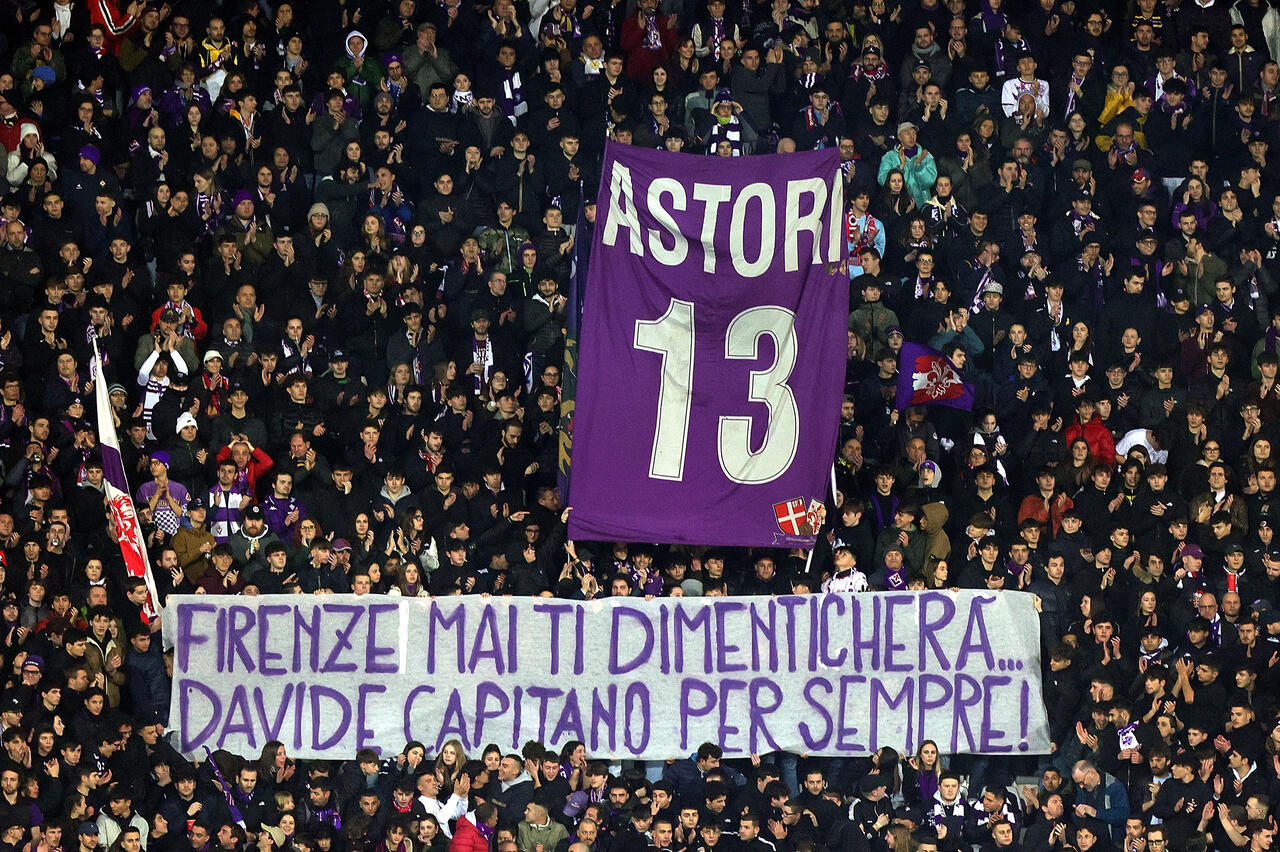 ASTORI
13
FIRENZE MAI TI DIMENTICHERÀ...
DAVIDE CAPITANO PER SEMPRE!